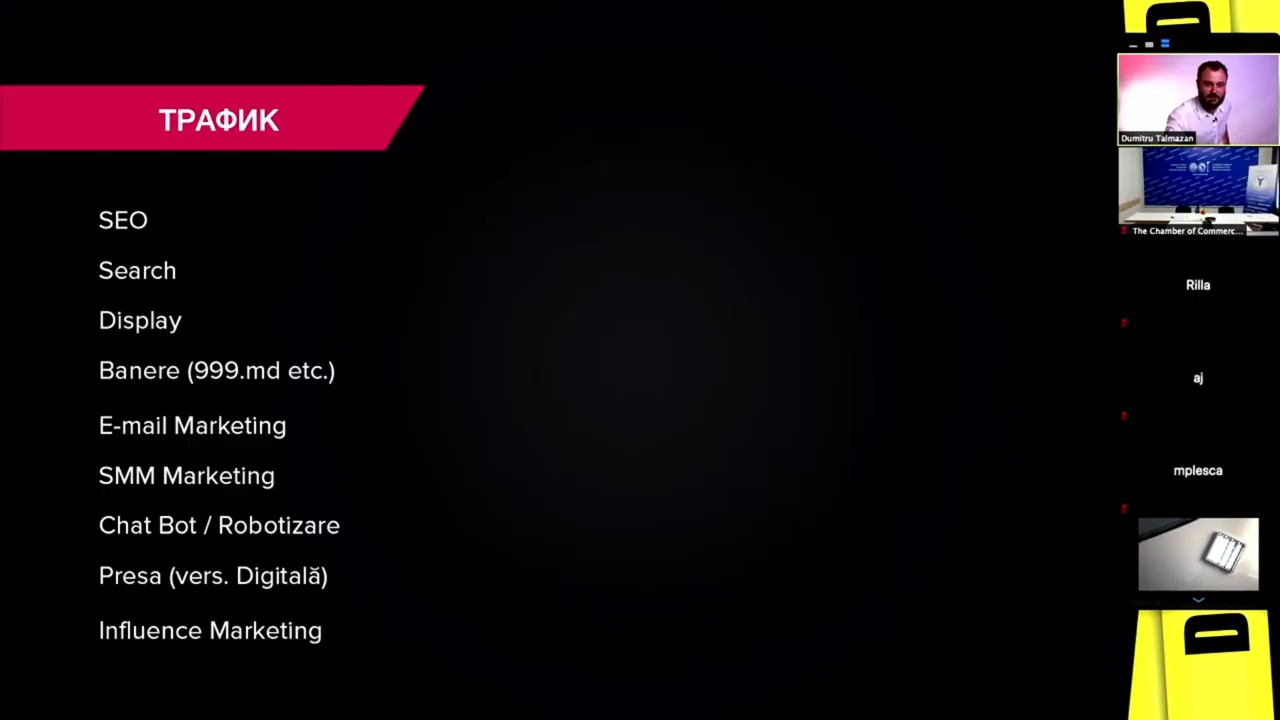 ТРАФИК
SEO
Search
Display
Banere (999.md etc.)
E-mail Marketing
SMM Marketing
Chat Bot / Robotizare
Presa (vers. Digitală)
Influence Marketing
Dumitru Talmazan
The Chamber of Commerc...
Rilla
aj
mplesca